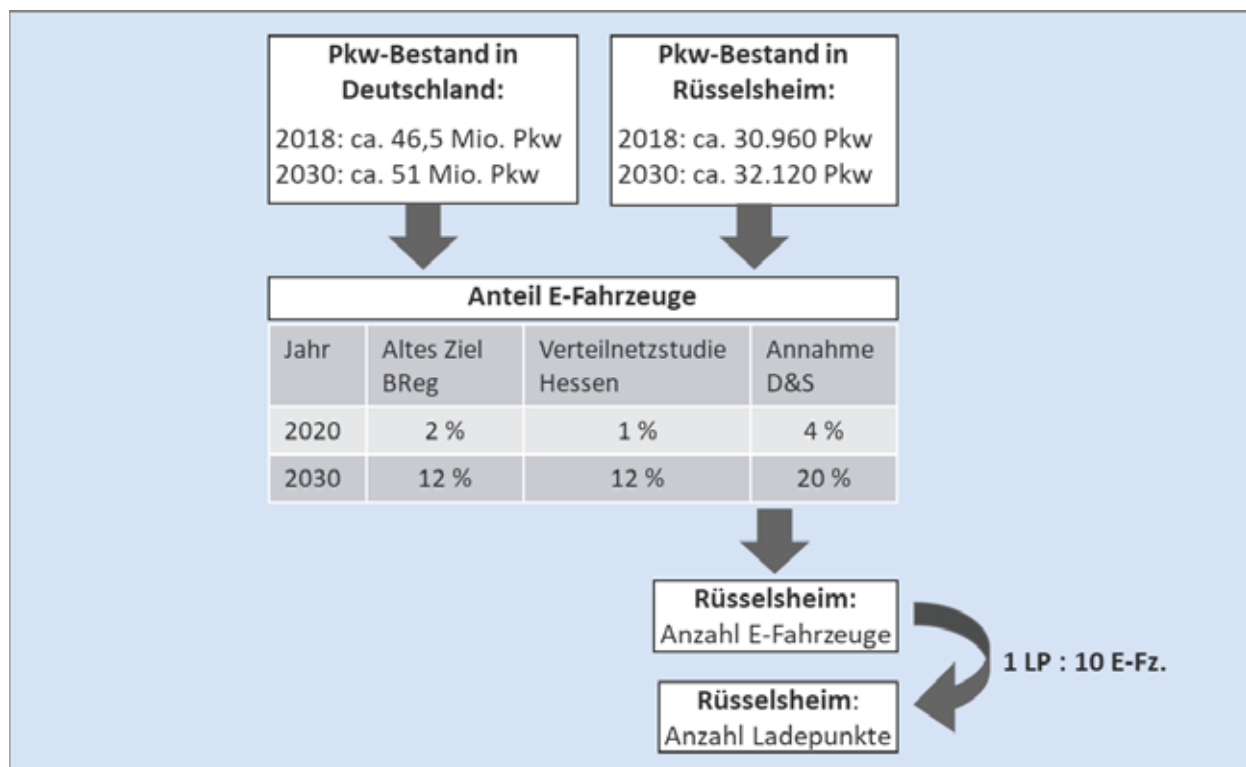 Pkw-Bestand in
Deutschland:
2018: ca. 46,5 Mio. Pkw
2030: ca. 51 Mio. Pkw
Pkw-Bestand in
Rüsselsheim:
2018: ca. 30.960 Pkw
2030: ca. 32.120 Pkw
Anteil E-Fahrzeuge
Jahr Altes Ziel Verteilnetzstudie Annahme
BReg Hessen D&S
2020 2 % 1 % 4 %
2030 12 % 12 % 20 %
Rüsselsheim:
Anzahl E-Fahrzeuge
1 LP : 10 E-Fz.
Rüsselsheim:
Anzahl Ladepunkte